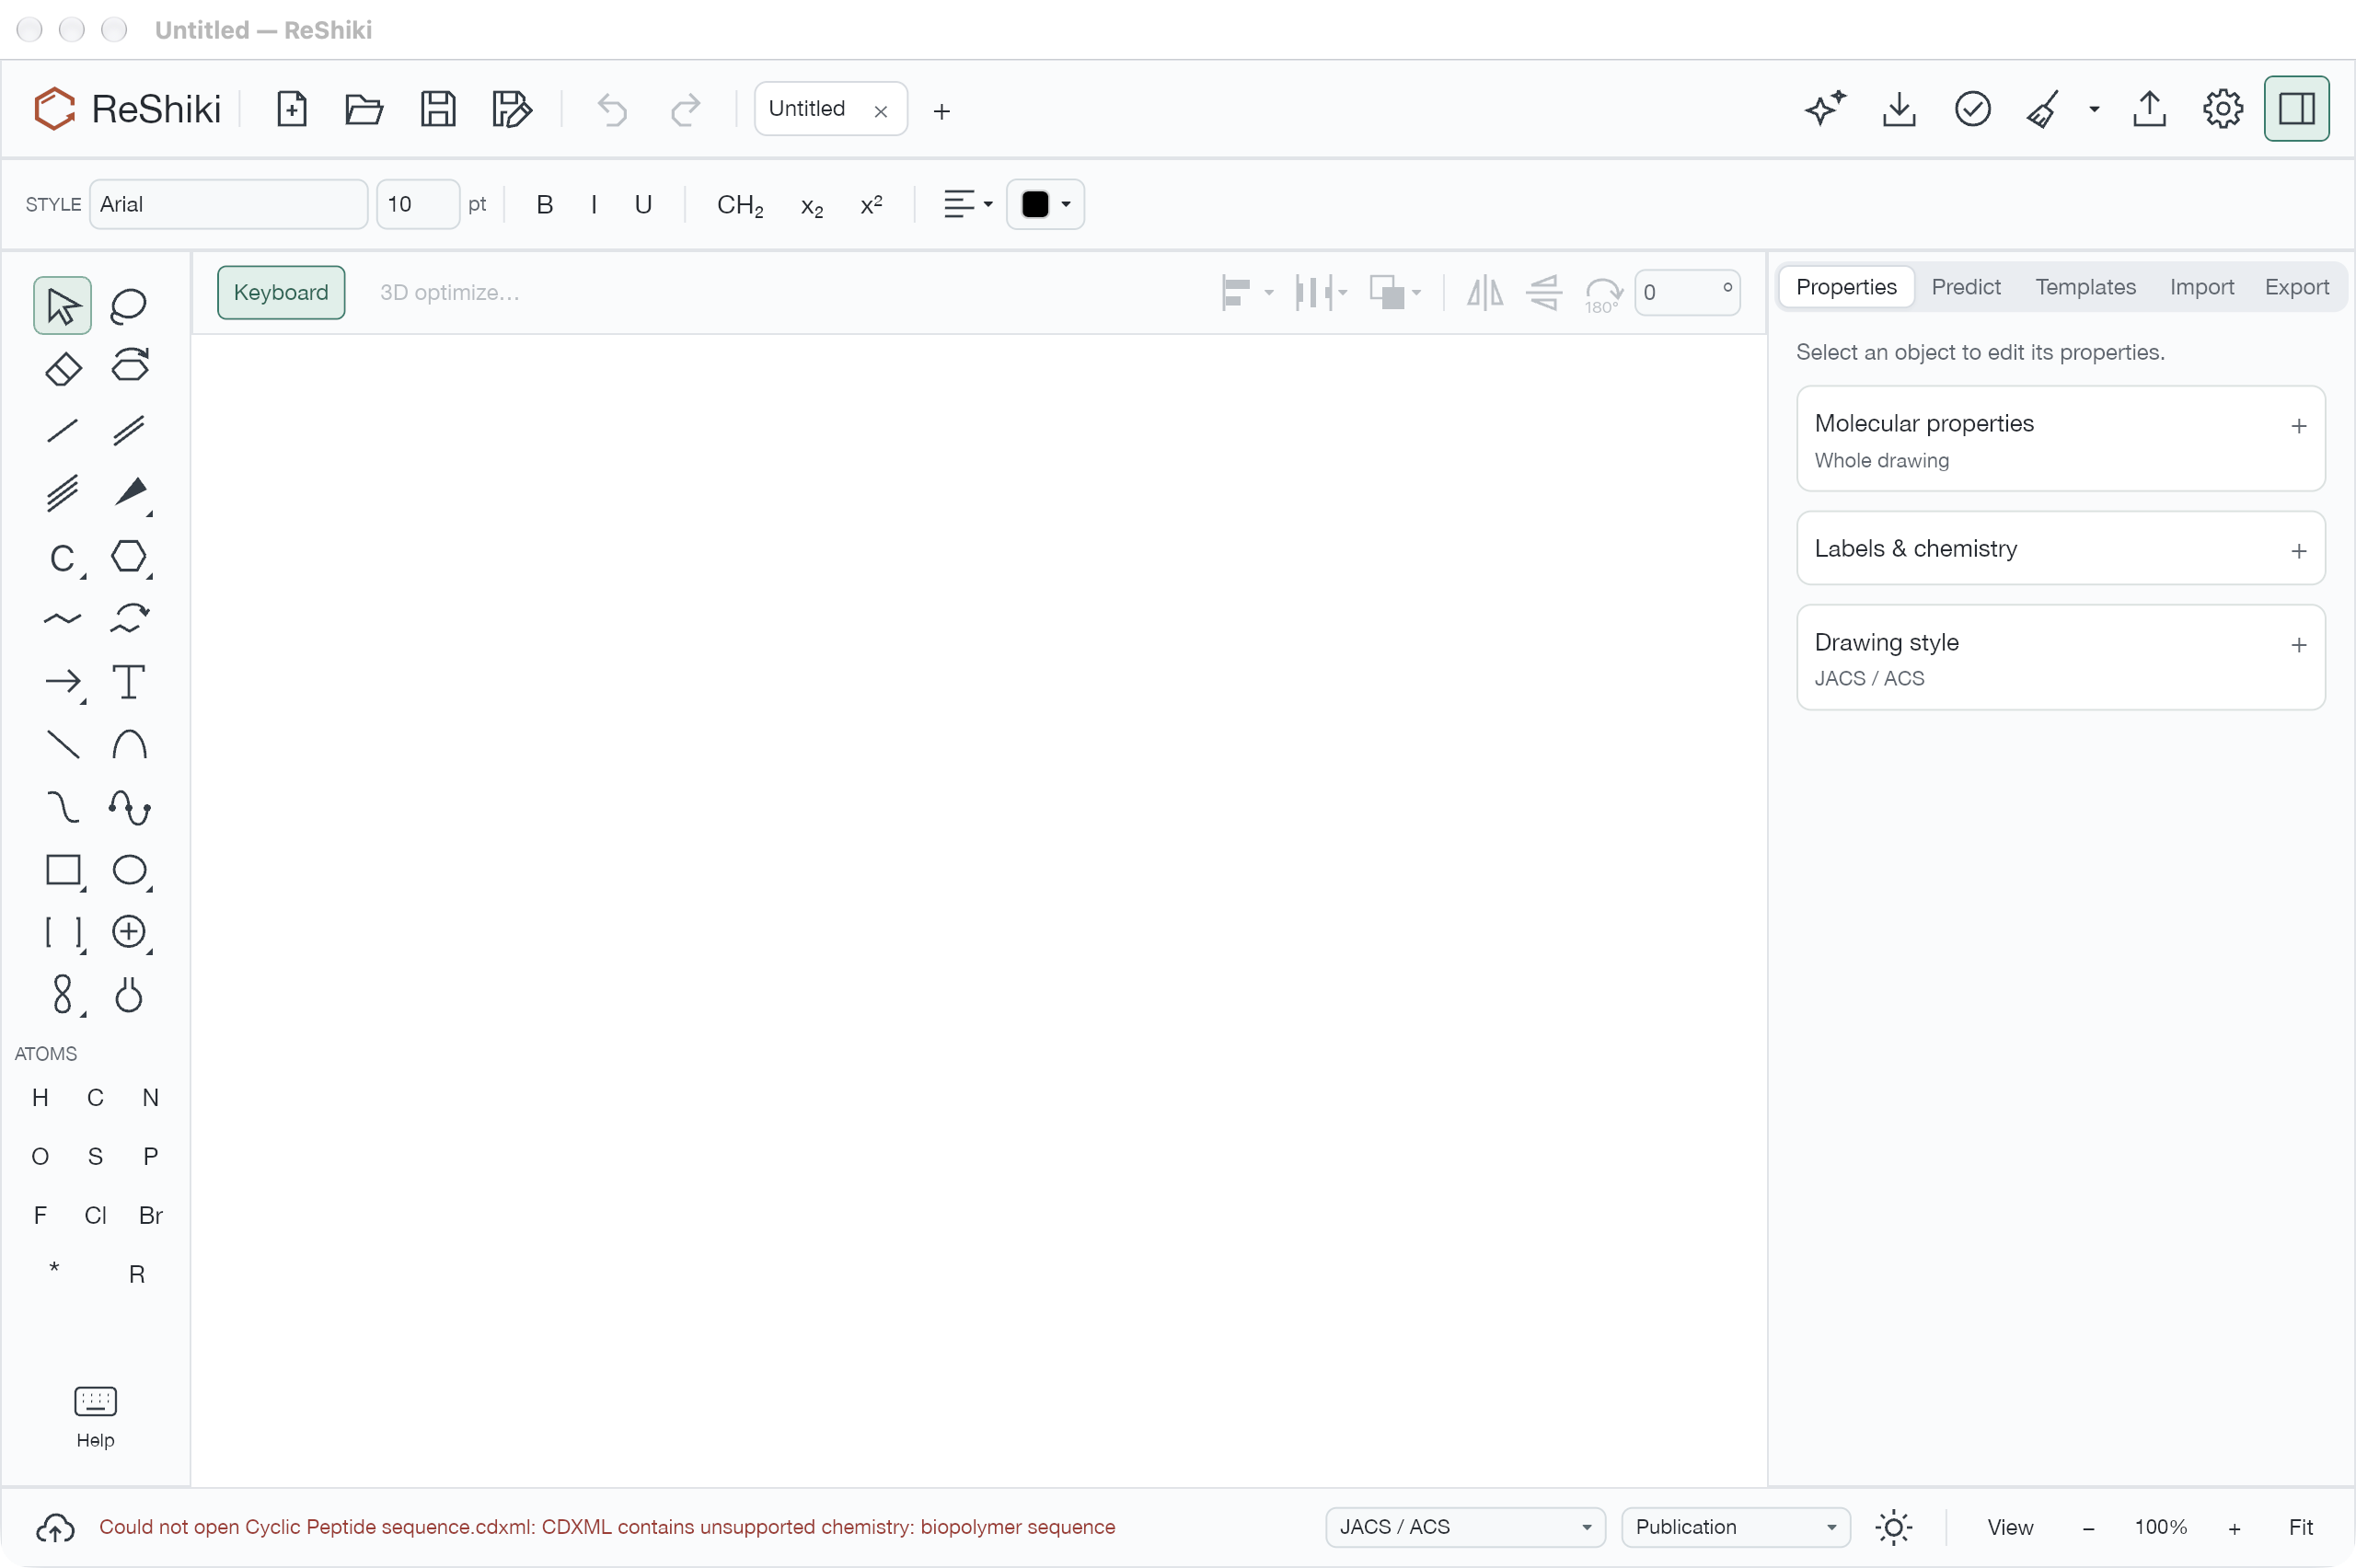 Untitled — ReShiki
ReShiki
Untitled × +
STYLE Arial 10 pt B I U CH₂ x₂ x²
Keyboard 3D optimize... 180° 0 °
Properties Predict Templates Import Export
Select an object to edit its properties.
Molecular properties +
Whole drawing
Labels & chemistry +
Drawing style +
JACS / ACS
C
T
[ ]
ATOMS
H C N
O S P
F Cl Br
* R
Help
Could not open Cyclic Peptide sequence.cdxml: CDXML contains unsupported chemistry: biopolymer sequence
JACS / ACS Publication View – 100% + Fit